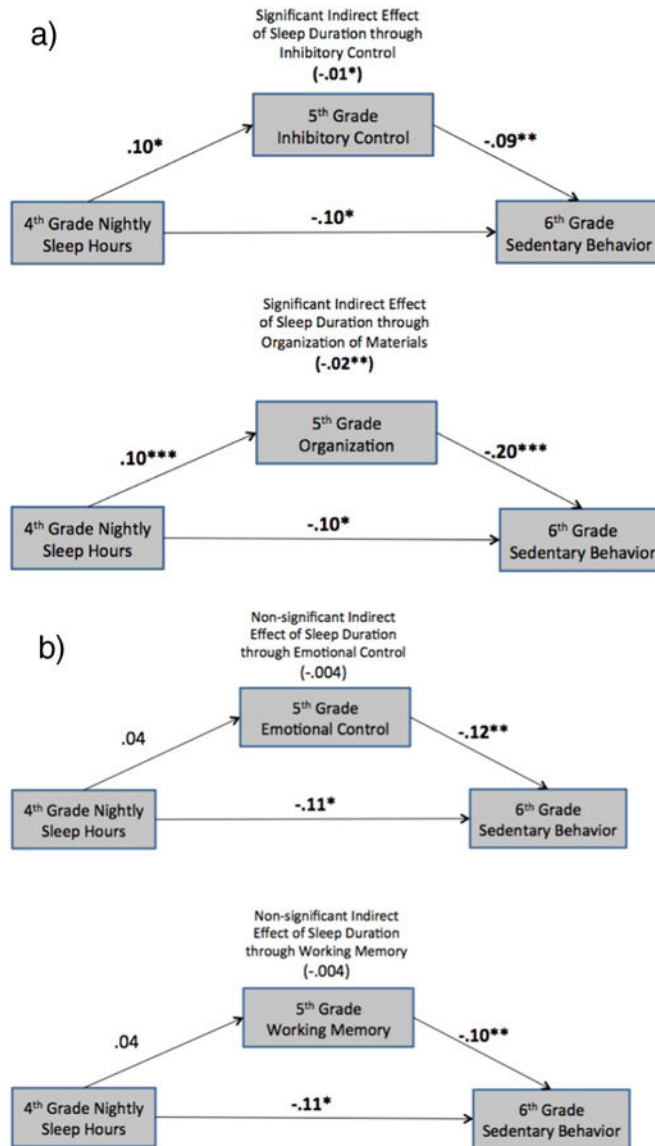 a)
Significant Indirect Effect
of Sleep Duration through
Inhibitory Control
(-.01*)
5th Grade
Inhibitory Control
.10*
-.09**
4th Grade Nightly
Sleep Hours
-.10*
6th Grade
Sedentary Behavior
Significant Indirect Effect
of Sleep Duration through
Organization of Materials
(-.02**)
5th Grade
Organization
.10***
-.20***
4th Grade Nightly
Sleep Hours
-.10*
6th Grade
Sedentary Behavior
b)
Non-significant Indirect
Effect of Sleep Duration
through Emotional Control
(-.004)
5th Grade
Emotional Control
.04
-.12**
4th Grade Nightly
Sleep Hours
-.11*
6th Grade
Sedentary Behavior
Non-significant Indirect
Effect of Sleep Duration
through Working Memory
(-.004)
5th Grade
Working Memory
.04
-.10**
4th Grade Nightly
Sleep Hours
-.11*
6th Grade
Sedentary Behavior